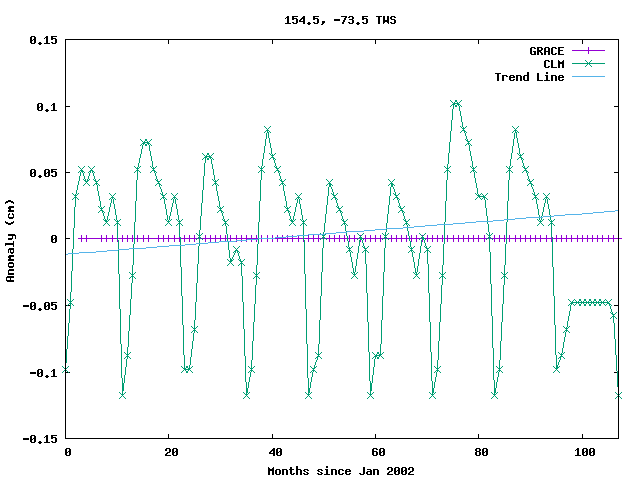 154.5, -73.5 TWS
GRACE
CLM
Trend Line
0.15
0.1
0.05
0
-0.05
-0.1
-0.15
Anomaly (cm)
0 20 40 60 80 100
Months since Jan 2002